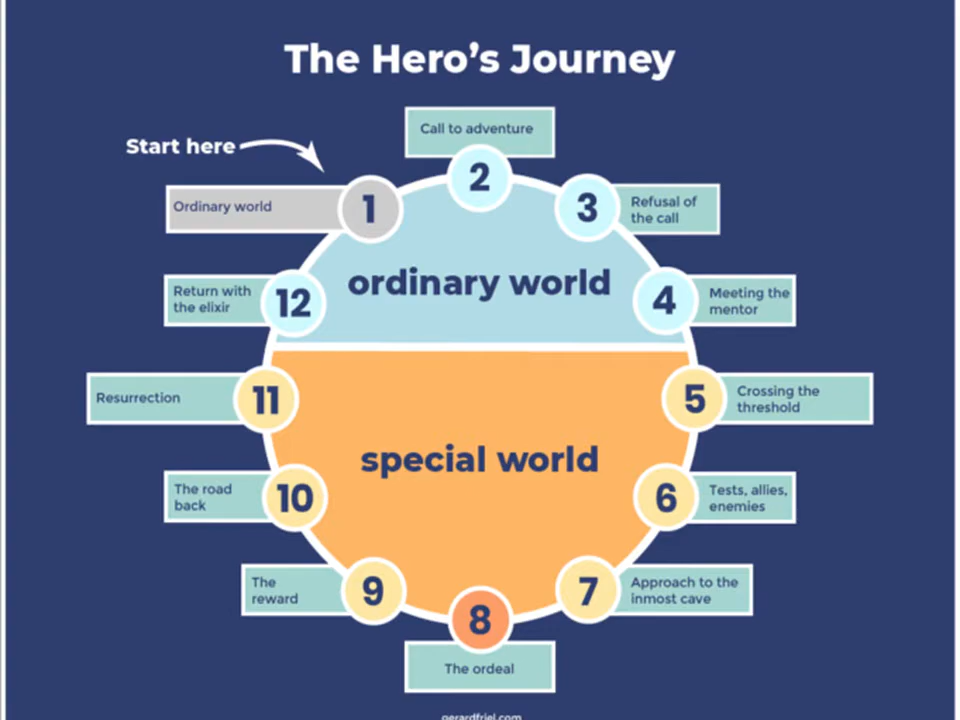 The Hero's Journey
Start here
1
Ordinary world
2
Call to adventure
3
Refusal of
the call
4
Meeting the
mentor
5
Crossing the
threshold
6
Tests, allies,
enemies
7
Approach to the
inmost cave
8
The ordeal
9
The
reward
10
The road
back
11
Resurrection
12
Return with
the elixir
ordinary world
special world
gerardfriel.com